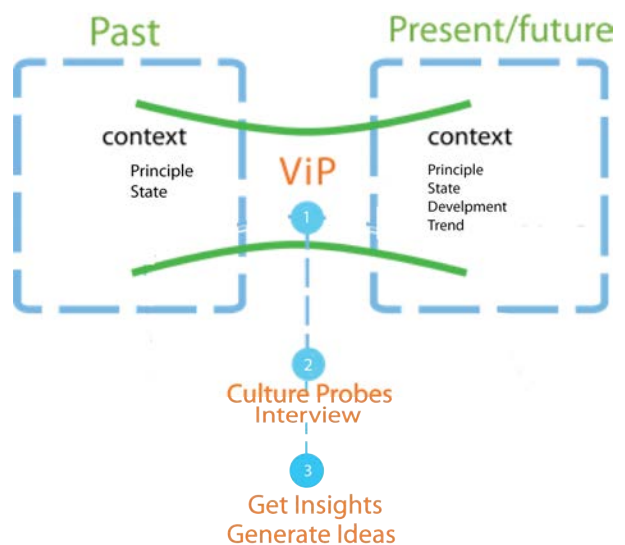 Past
Present/future
context
Principle
State
ViP
context
Principle
State
Develpment
Trend
1
2
Culture Probes
Interview
3
Get Insights
Generate Ideas